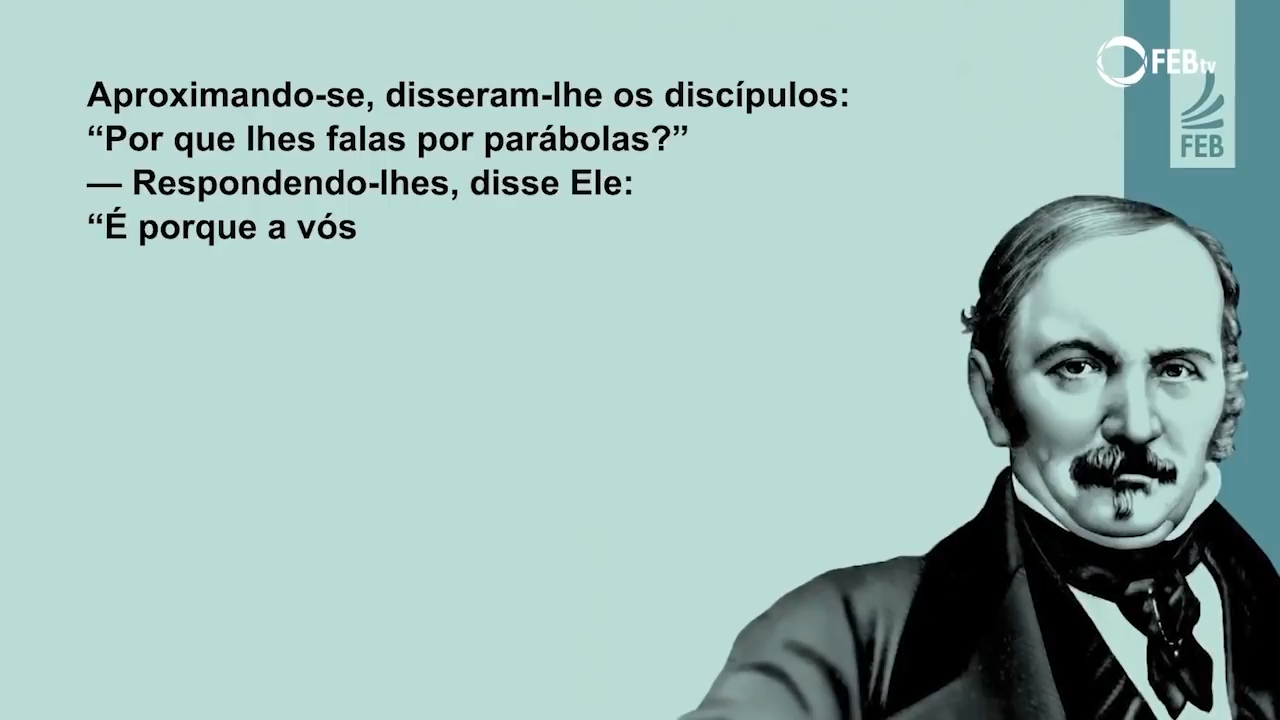 Aproximando-se, disseram-lhe os discípulos:
“Por que lhes falas por parábolas?”
— Respondendo-lhes, disse Ele:
“É porque a vós
FEBtv
FEB